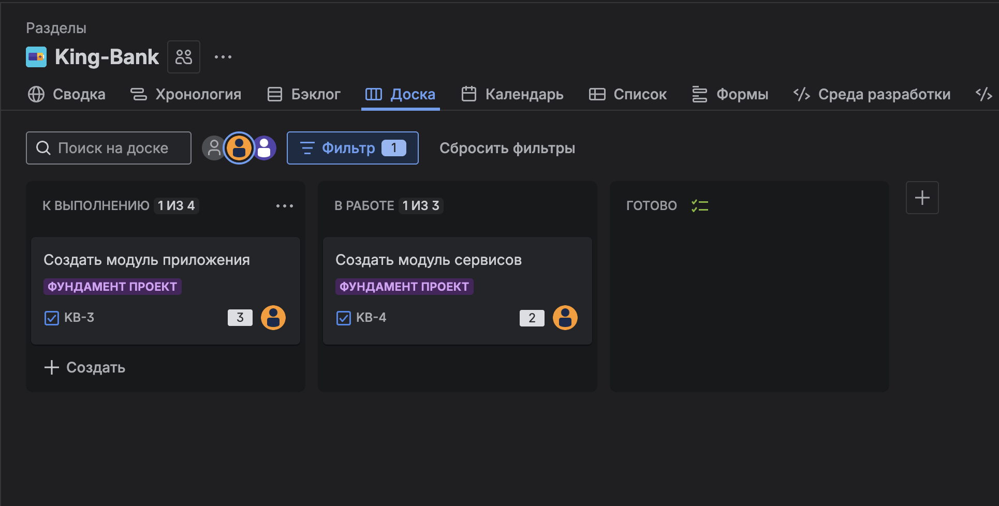 Разделы
King-Bank
Сводка Хронология Бэклог Доска Календарь Список Формы Среда разработки
Поиск на доске Фильтр 1 Сбросить фильтры
К ВЫПОЛНЕНИЮ 1 ИЗ 4
Создать модуль приложения
ФУНДАМЕНТ ПРОЕКТ
KB-3 3
Создать
В РАБОТЕ 1 ИЗ 3
Создать модуль сервисов
ФУНДАМЕНТ ПРОЕКТ
KB-4 2
ГОТОВО